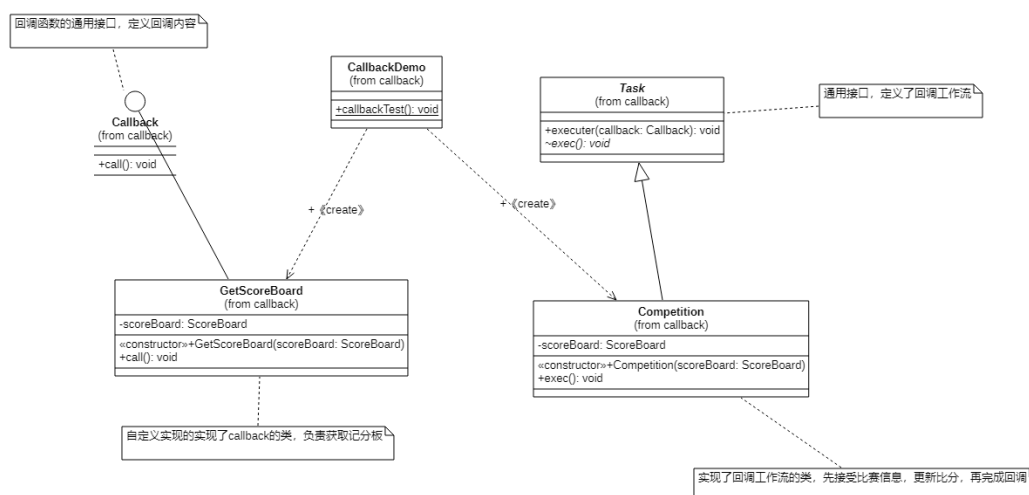 回调函数的通用接口，定义回调内容
Callback
(from callback)
+call(): void
CallbackDemo
(from callback)
+callbackTest(): void
Task
(from callback)
+executer(callback: Callback): void
~exec(): void
通用接口，定义了回调工作流
+《create》
+《create》
GetScoreBoard
(from callback)
-scoreBoard: ScoreBoard
«constructor»+GetScoreBoard(scoreBoard: ScoreBoard)
+call(): void
Competition
(from callback)
-scoreBoard: ScoreBoard
«constructor»+Competition(scoreBoard: ScoreBoard)
+exec(): void
自定义实现的实现了callback的类，负责获取记分板
实现了回调工作流的类，先接受比赛信息，更新比分，再完成回调